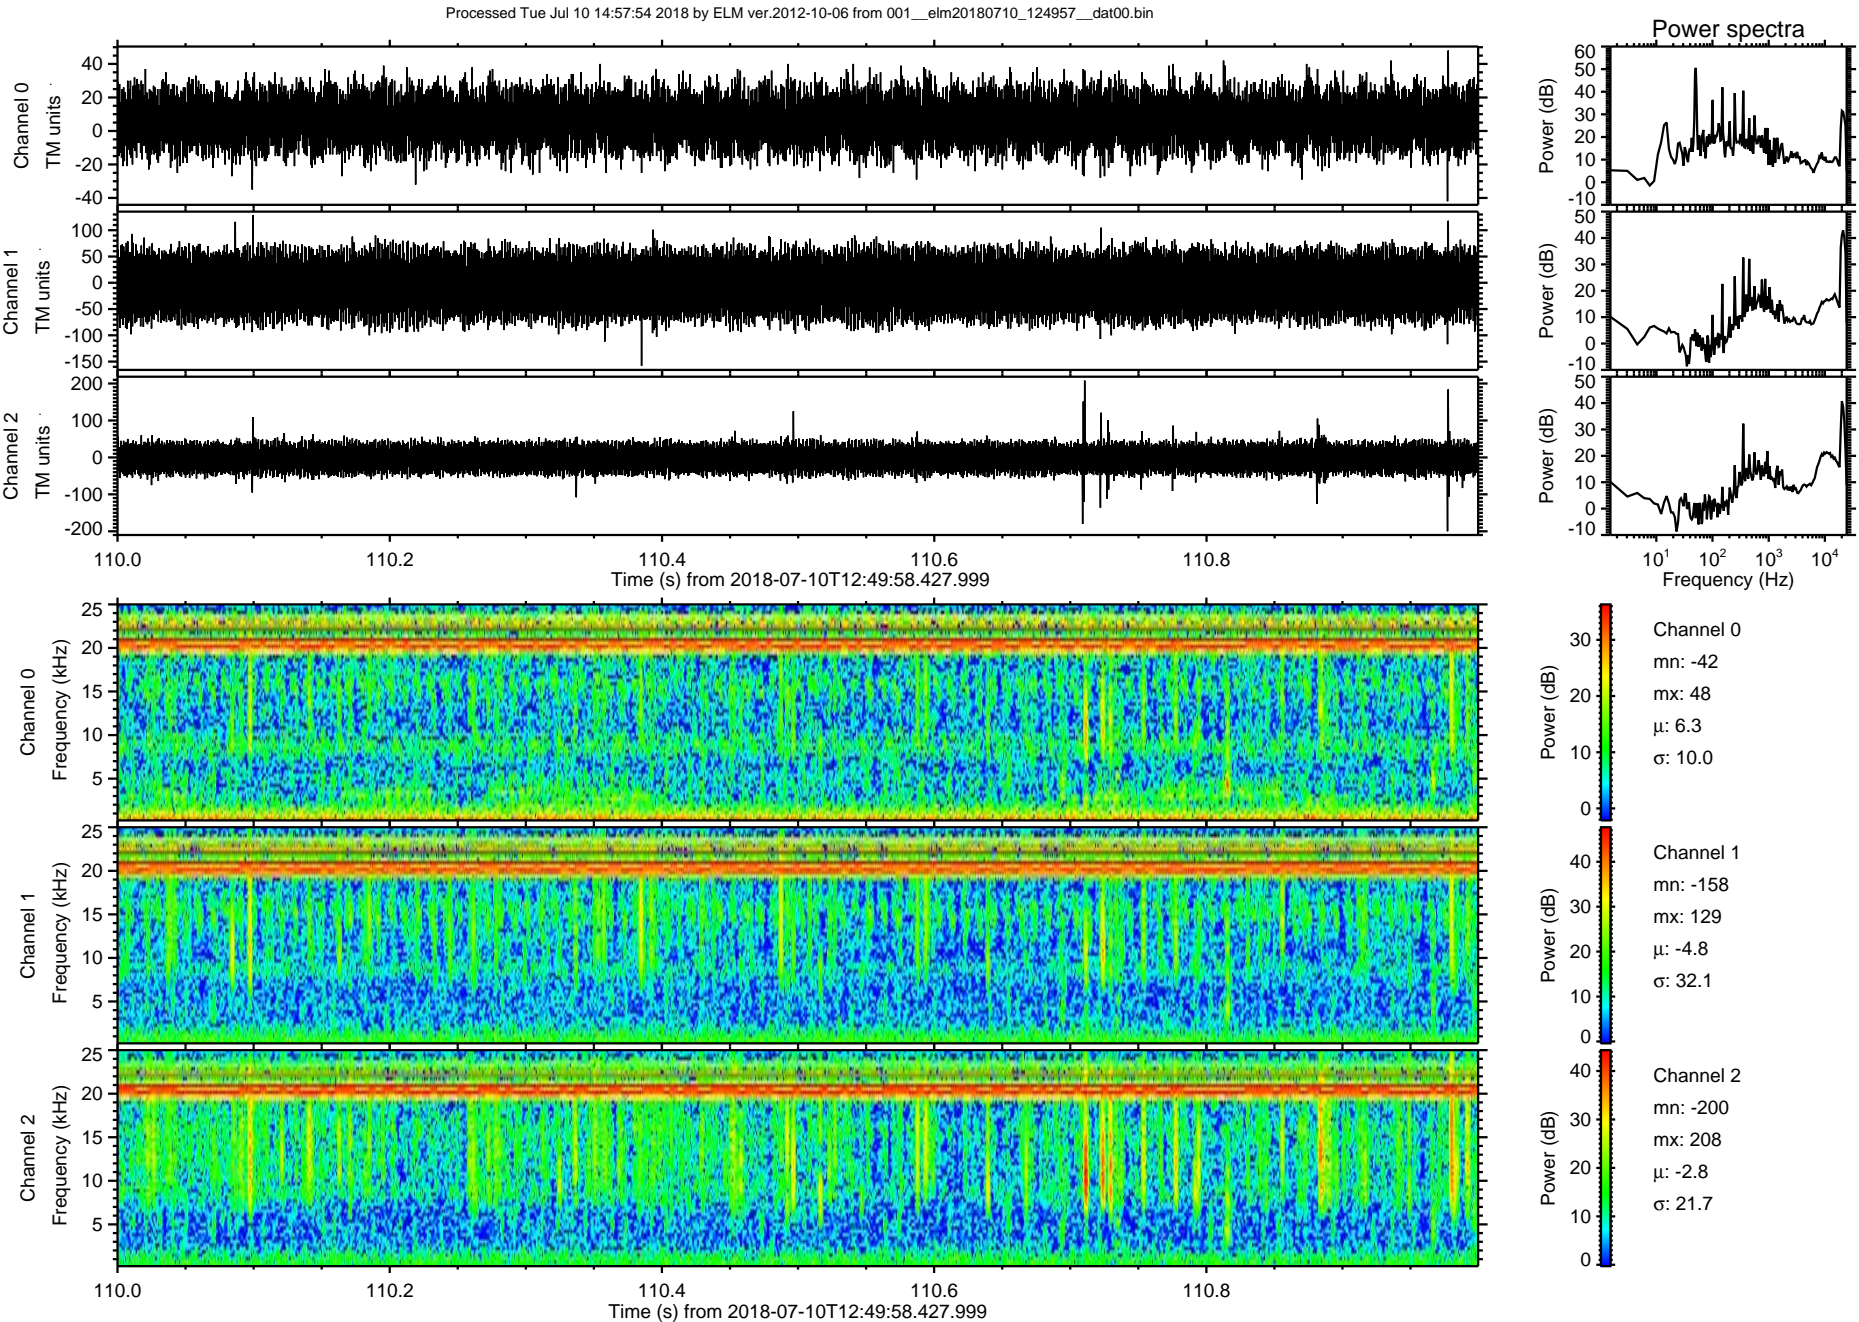 Processed Tue Jul 10 14:57:54 2018 by ELM ver.2012-10-06 from 001__elm20180710_124957__dat00.bin
Power spectra
Channel 0
TM units
40
20
0
-20
-40
Power (dB)
60
50
40
30
20
10
0
-10
Channel 1
TM units
100
50
0
-50
-100
-150
Power (dB)
50
40
30
20
10
0
-10
Channel 2
TM units
200
100
0
-100
-200
Power (dB)
50
40
30
20
10
0
-10
110.0 110.2 110.4 110.6 110.8
Time (s) from 2018-07-10T12:49:58.427.999
10^1 10^2 10^3 10^4
Frequency (Hz)
Channel 0
Frequency (kHz)
25
20
15
10
5
Power (dB)
30
20
10
0
Channel 0
mn: -42
mx: 48
μ: 6.3
σ: 10.0
Channel 1
Frequency (kHz)
25
20
15
10
5
Power (dB)
40
30
20
10
0
Channel 1
mn: -158
mx: 129
μ: -4.8
σ: 32.1
Channel 2
Frequency (kHz)
25
20
15
10
5
Power (dB)
40
30
20
10
0
Channel 2
mn: -200
mx: 208
μ: -2.8
σ: 21.7
110.0 110.2 110.4 110.6 110.8
Time (s) from 2018-07-10T12:49:58.427.999